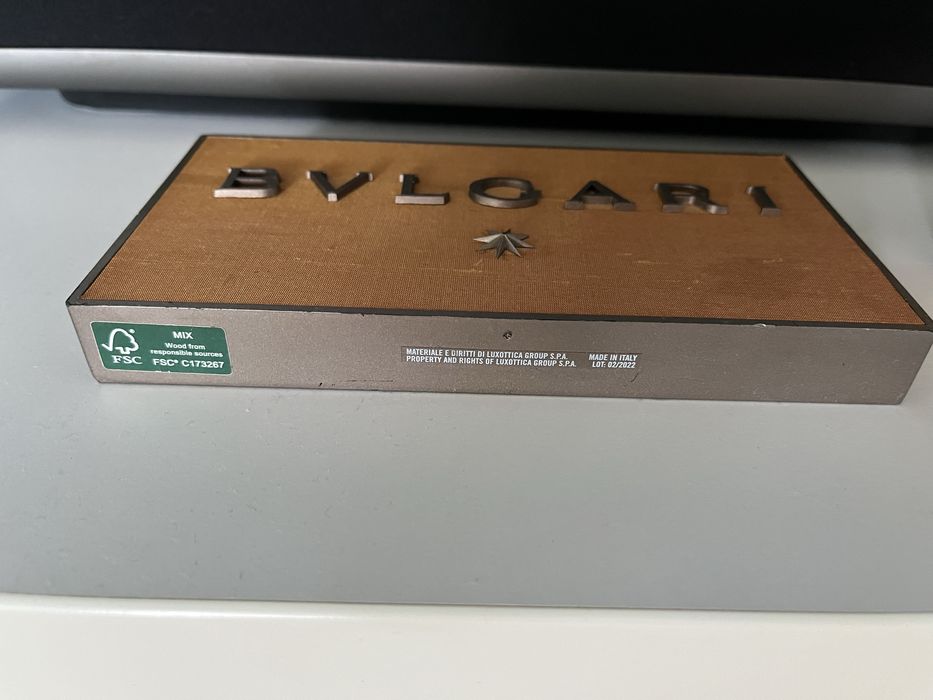 BVLGARI
FSC
MIX
Wood from
responsible sources
FSC® C173267
MATERIALE E DIRITTI DI LUXOTTICA GROUP S.P.A.
PROPERTY AND RIGHTS OF LUXOTTICA GROUP S.P.A.
MADE IN ITALY
LOT: 02/2022